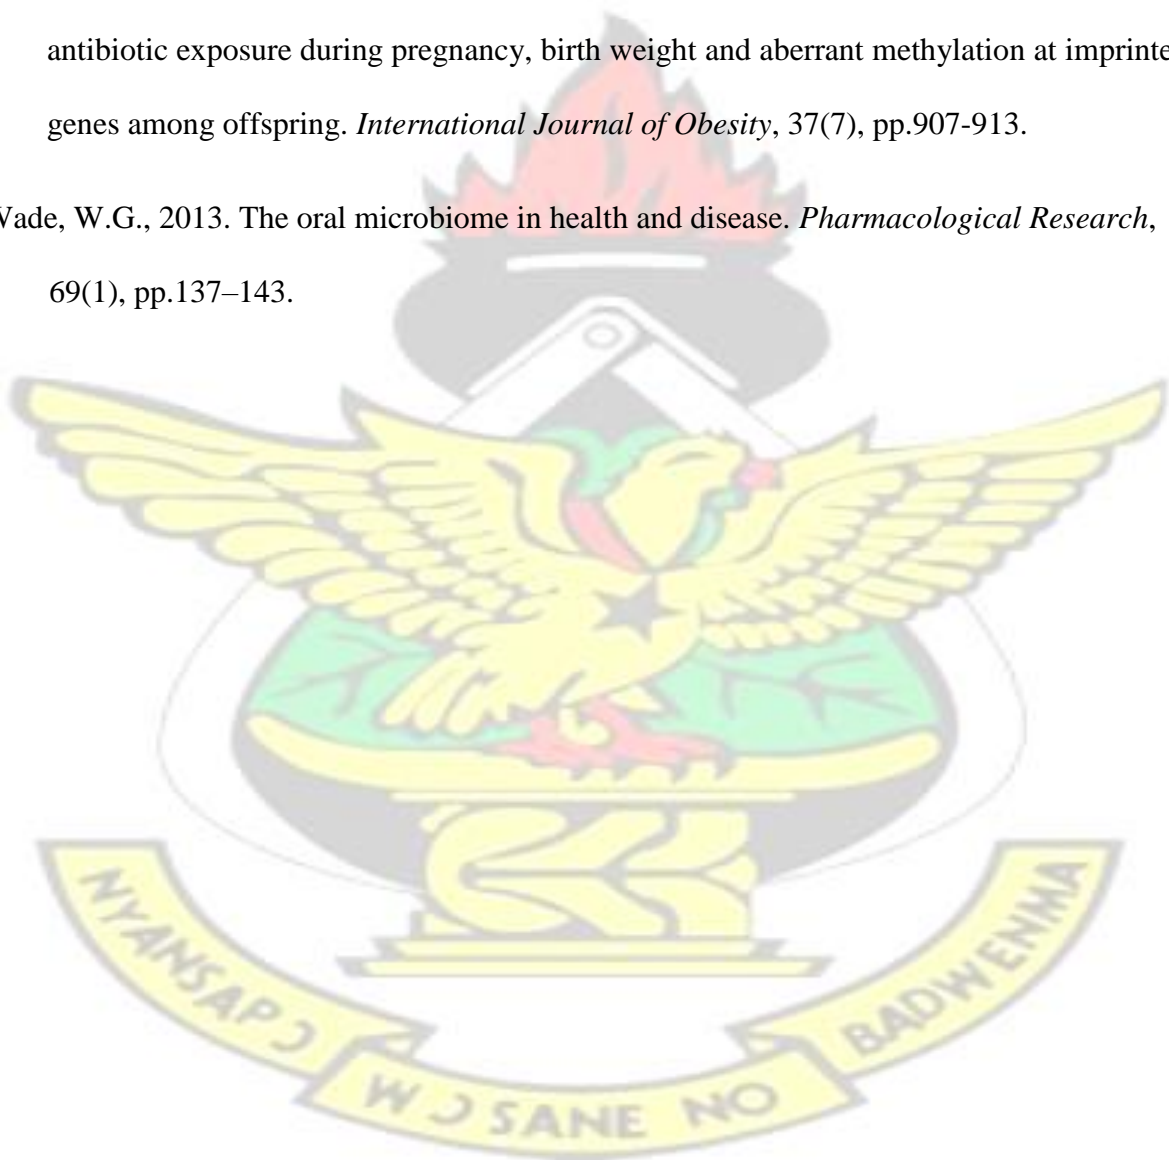 antibiotic exposure during pregnancy, birth weight and aberrant methylation at imprinte
genes among offspring. International Journal of Obesity, 37(7), pp.907-913.
Wade, W.G., 2013. The oral microbiome in health and disease. Pharmacological Research,
69(1), pp.137–143.
NYANSAPƆ
WƆSANE NO
BADWENMA